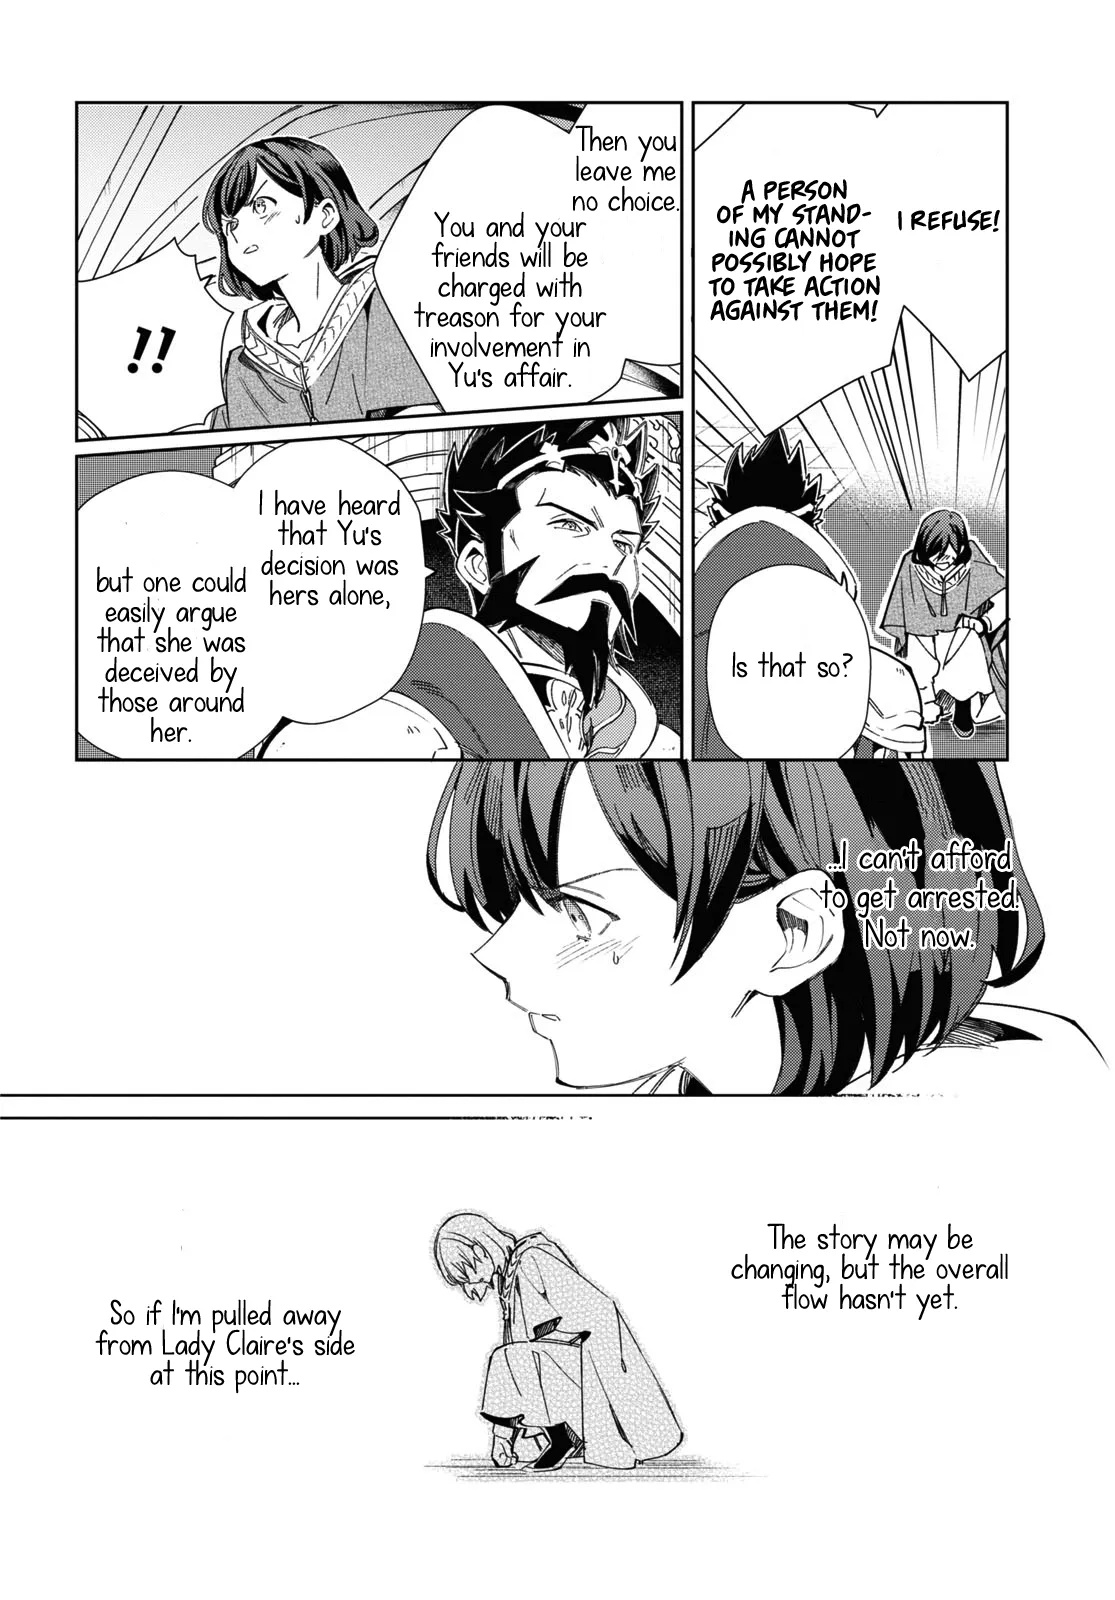 I REFUSE!
A PERSON
OF MY STAND-
ING CANNOT
POSSIBLY HOPE
TO TAKE ACTION
AGAINST THEM!
Is that so?
Then you
leave me
no choice.
You and your
friends will be
charged with
treason for your
involvement in
Yu's affair.
!!
I have heard
that Yu's
decision was
hers alone,
but one could
easily argue
that she was
deceived by
those around
her.
...I can't afford
to get arrested.
Not now.
The story may be
changing, but the overall
flow hasn't yet.
So if I'm pulled away
from Lady Claire's side
at this point...